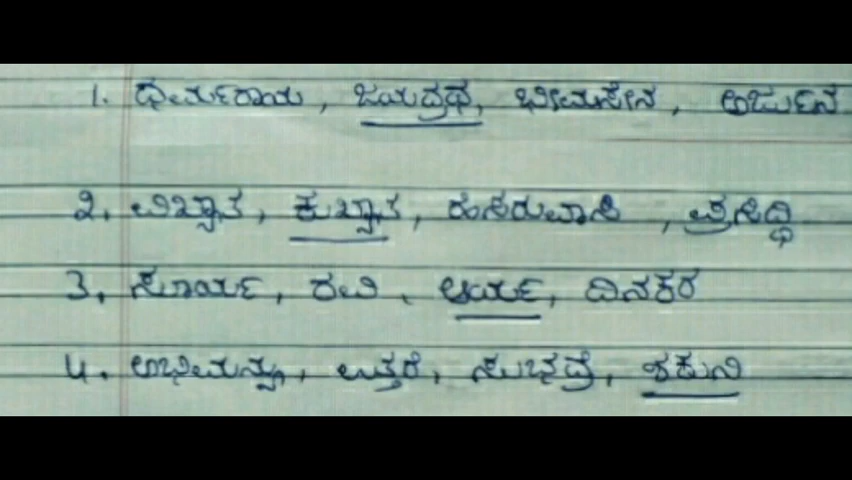 1. ಧರ್ಮರಾಯ, ಜಯದ್ರಥ, ಭೀಮಸೇನ, ಅರ್ಜುನ
2. ವಿಖ್ಯಾತ, ಕುಖ್ಯಾತ, ಹೆಸರುವಾಸಿ, ಪ್ರಸಿದ್ಧಿ
3. ಸೂರ್ಯ, ರವಿ, ಆರ್ಯ, ದಿನಕರ
4. ಅಭಿಮನ್ಯು, ಉತ್ತರೆ, ಸುಭದ್ರೆ, ಶಕುನಿ